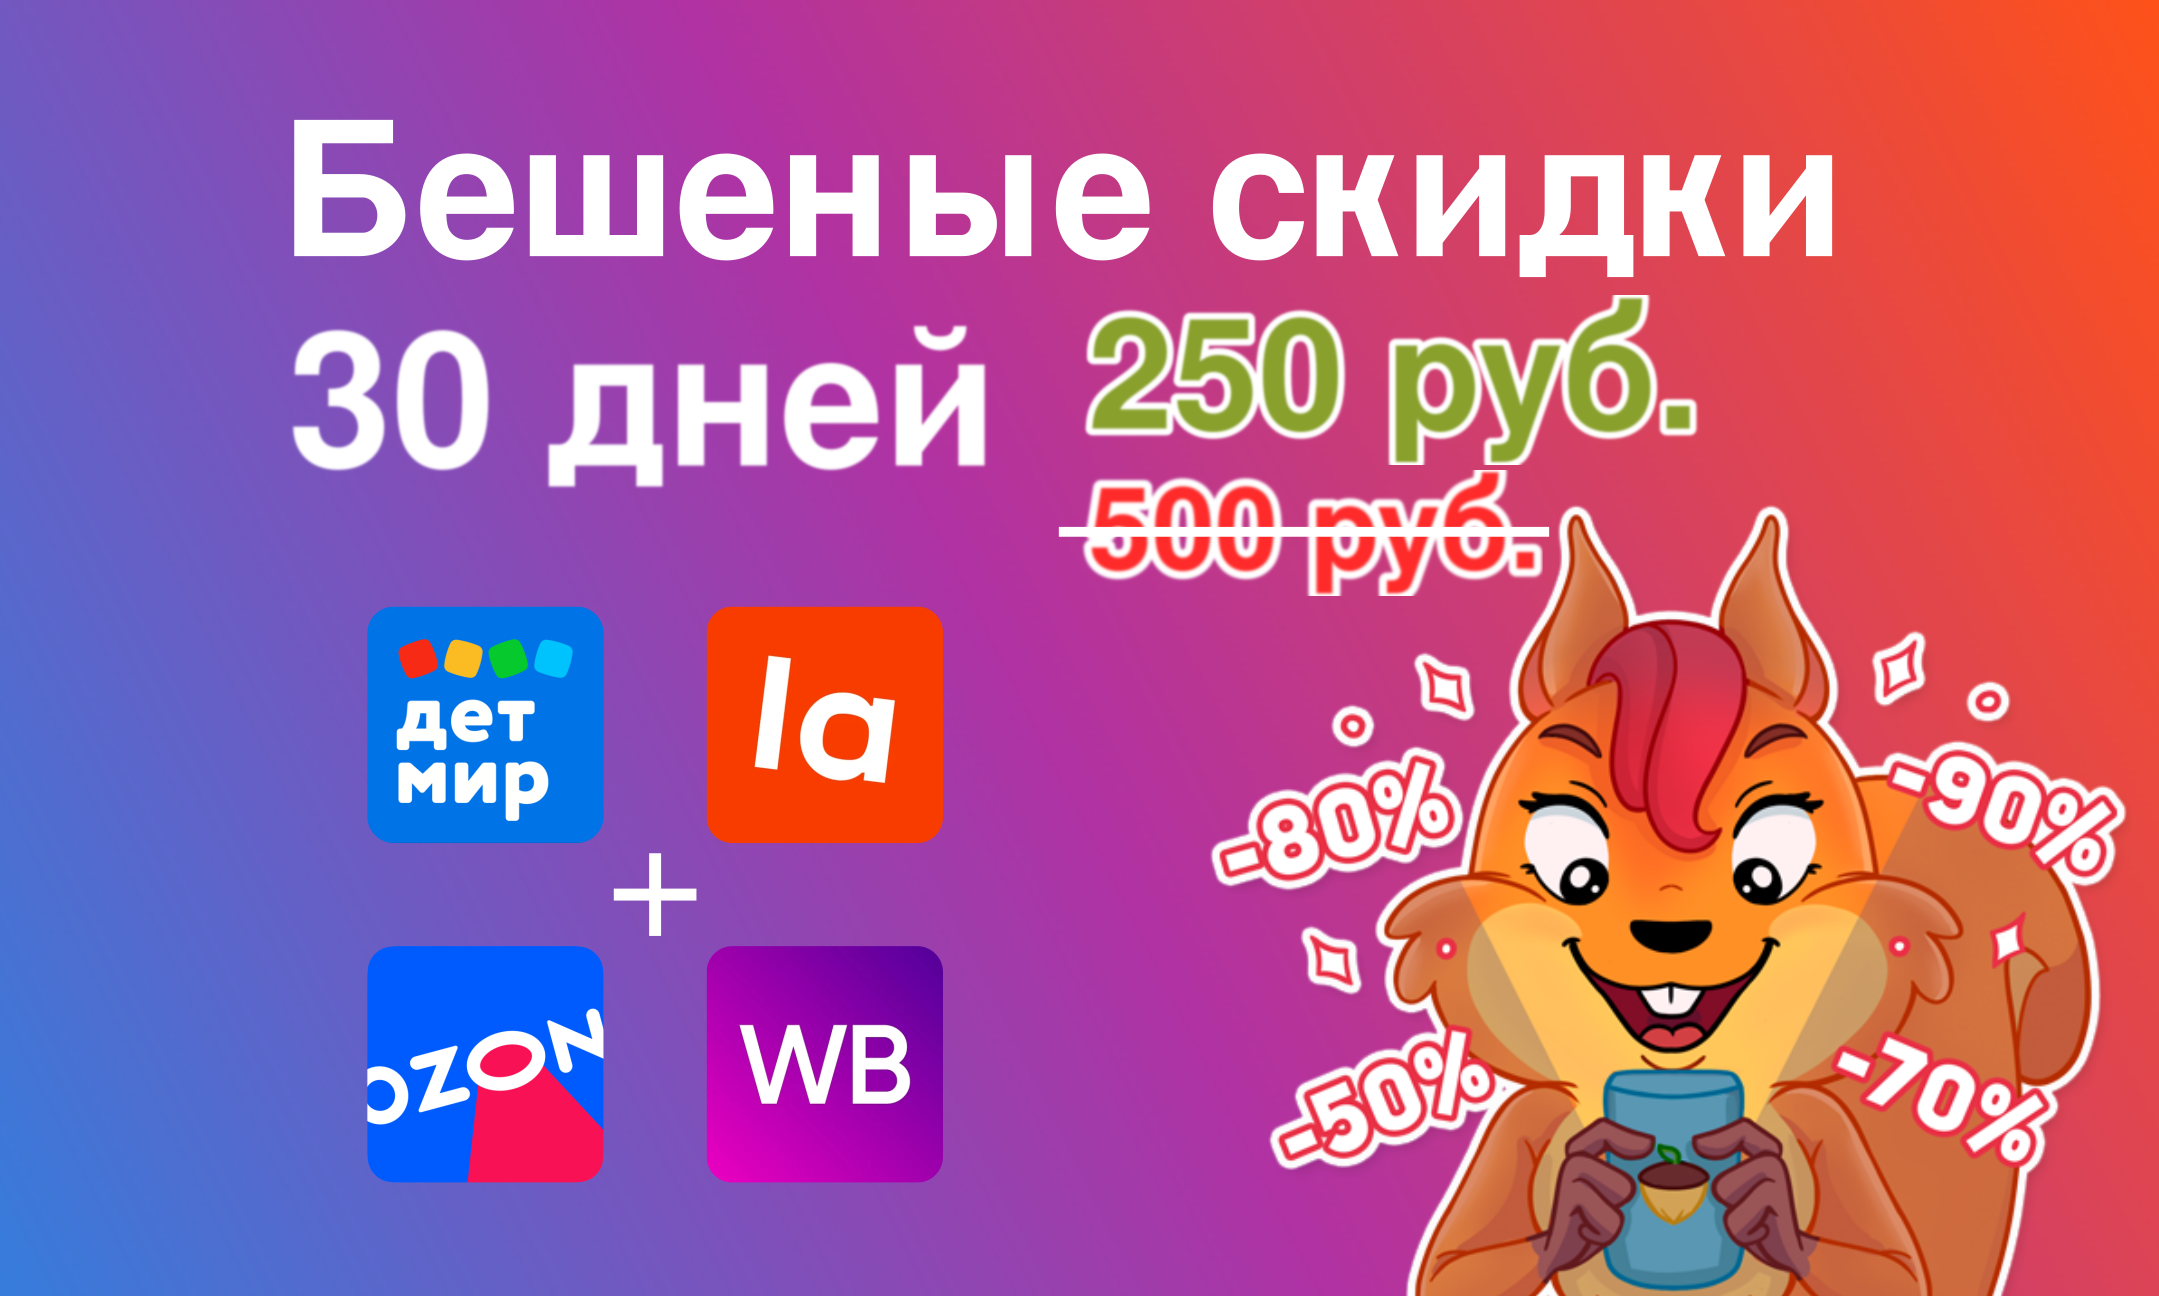 Бешеные скидки
30 дней
250 руб.
500 руб.
дет
мир
la
OZON
WB
-80%
-90%
-50%
-70%